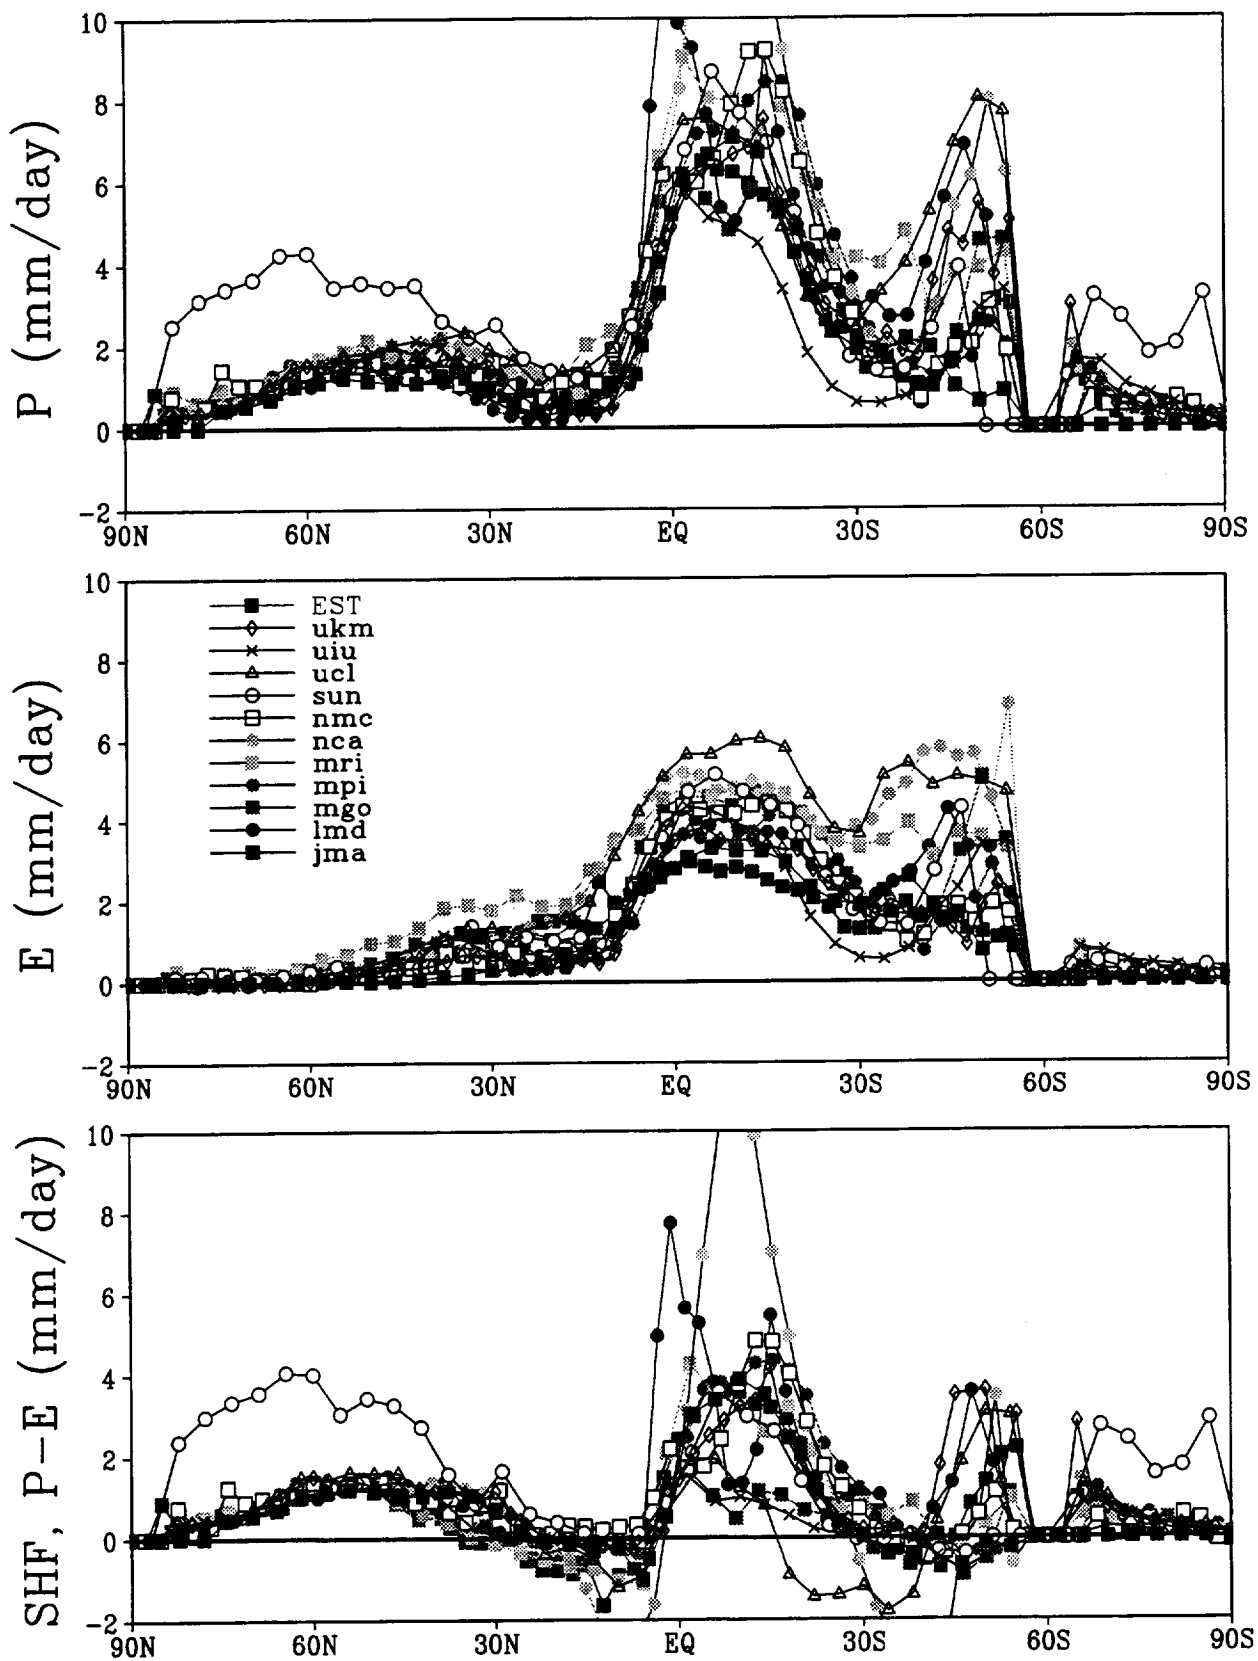 P (mm/day)
10
8
6
4
2
0
-2
90N 60N 30N EQ 30S 60S 90S
E (mm/day)
10
8
6
4
2
0
-2
EST
ukm
uiu
ucl
sun
nmc
nca
mri
mpi
mgo
lmd
jma
90N 60N 30N EQ 30S 60S 90S
SHF, P-E (mm/day)
10
8
6
4
2
0
-2
90N 60N 30N EQ 30S 60S 90S